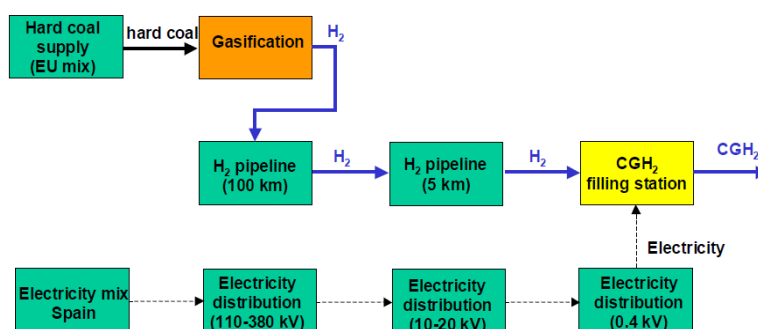 Hard coal
supply
(EU mix)
hard coal
Gasification
H₂
H₂ pipeline
(100 km)
H₂
H₂ pipeline
(5 km)
H₂
CGH₂
filling station
CGH₂
Electricity
Electricity mix
Spain
Electricity
distribution
(110-380 kV)
Electricity
distribution
(10-20 kV)
Electricity
distribution
(0.4 kV)